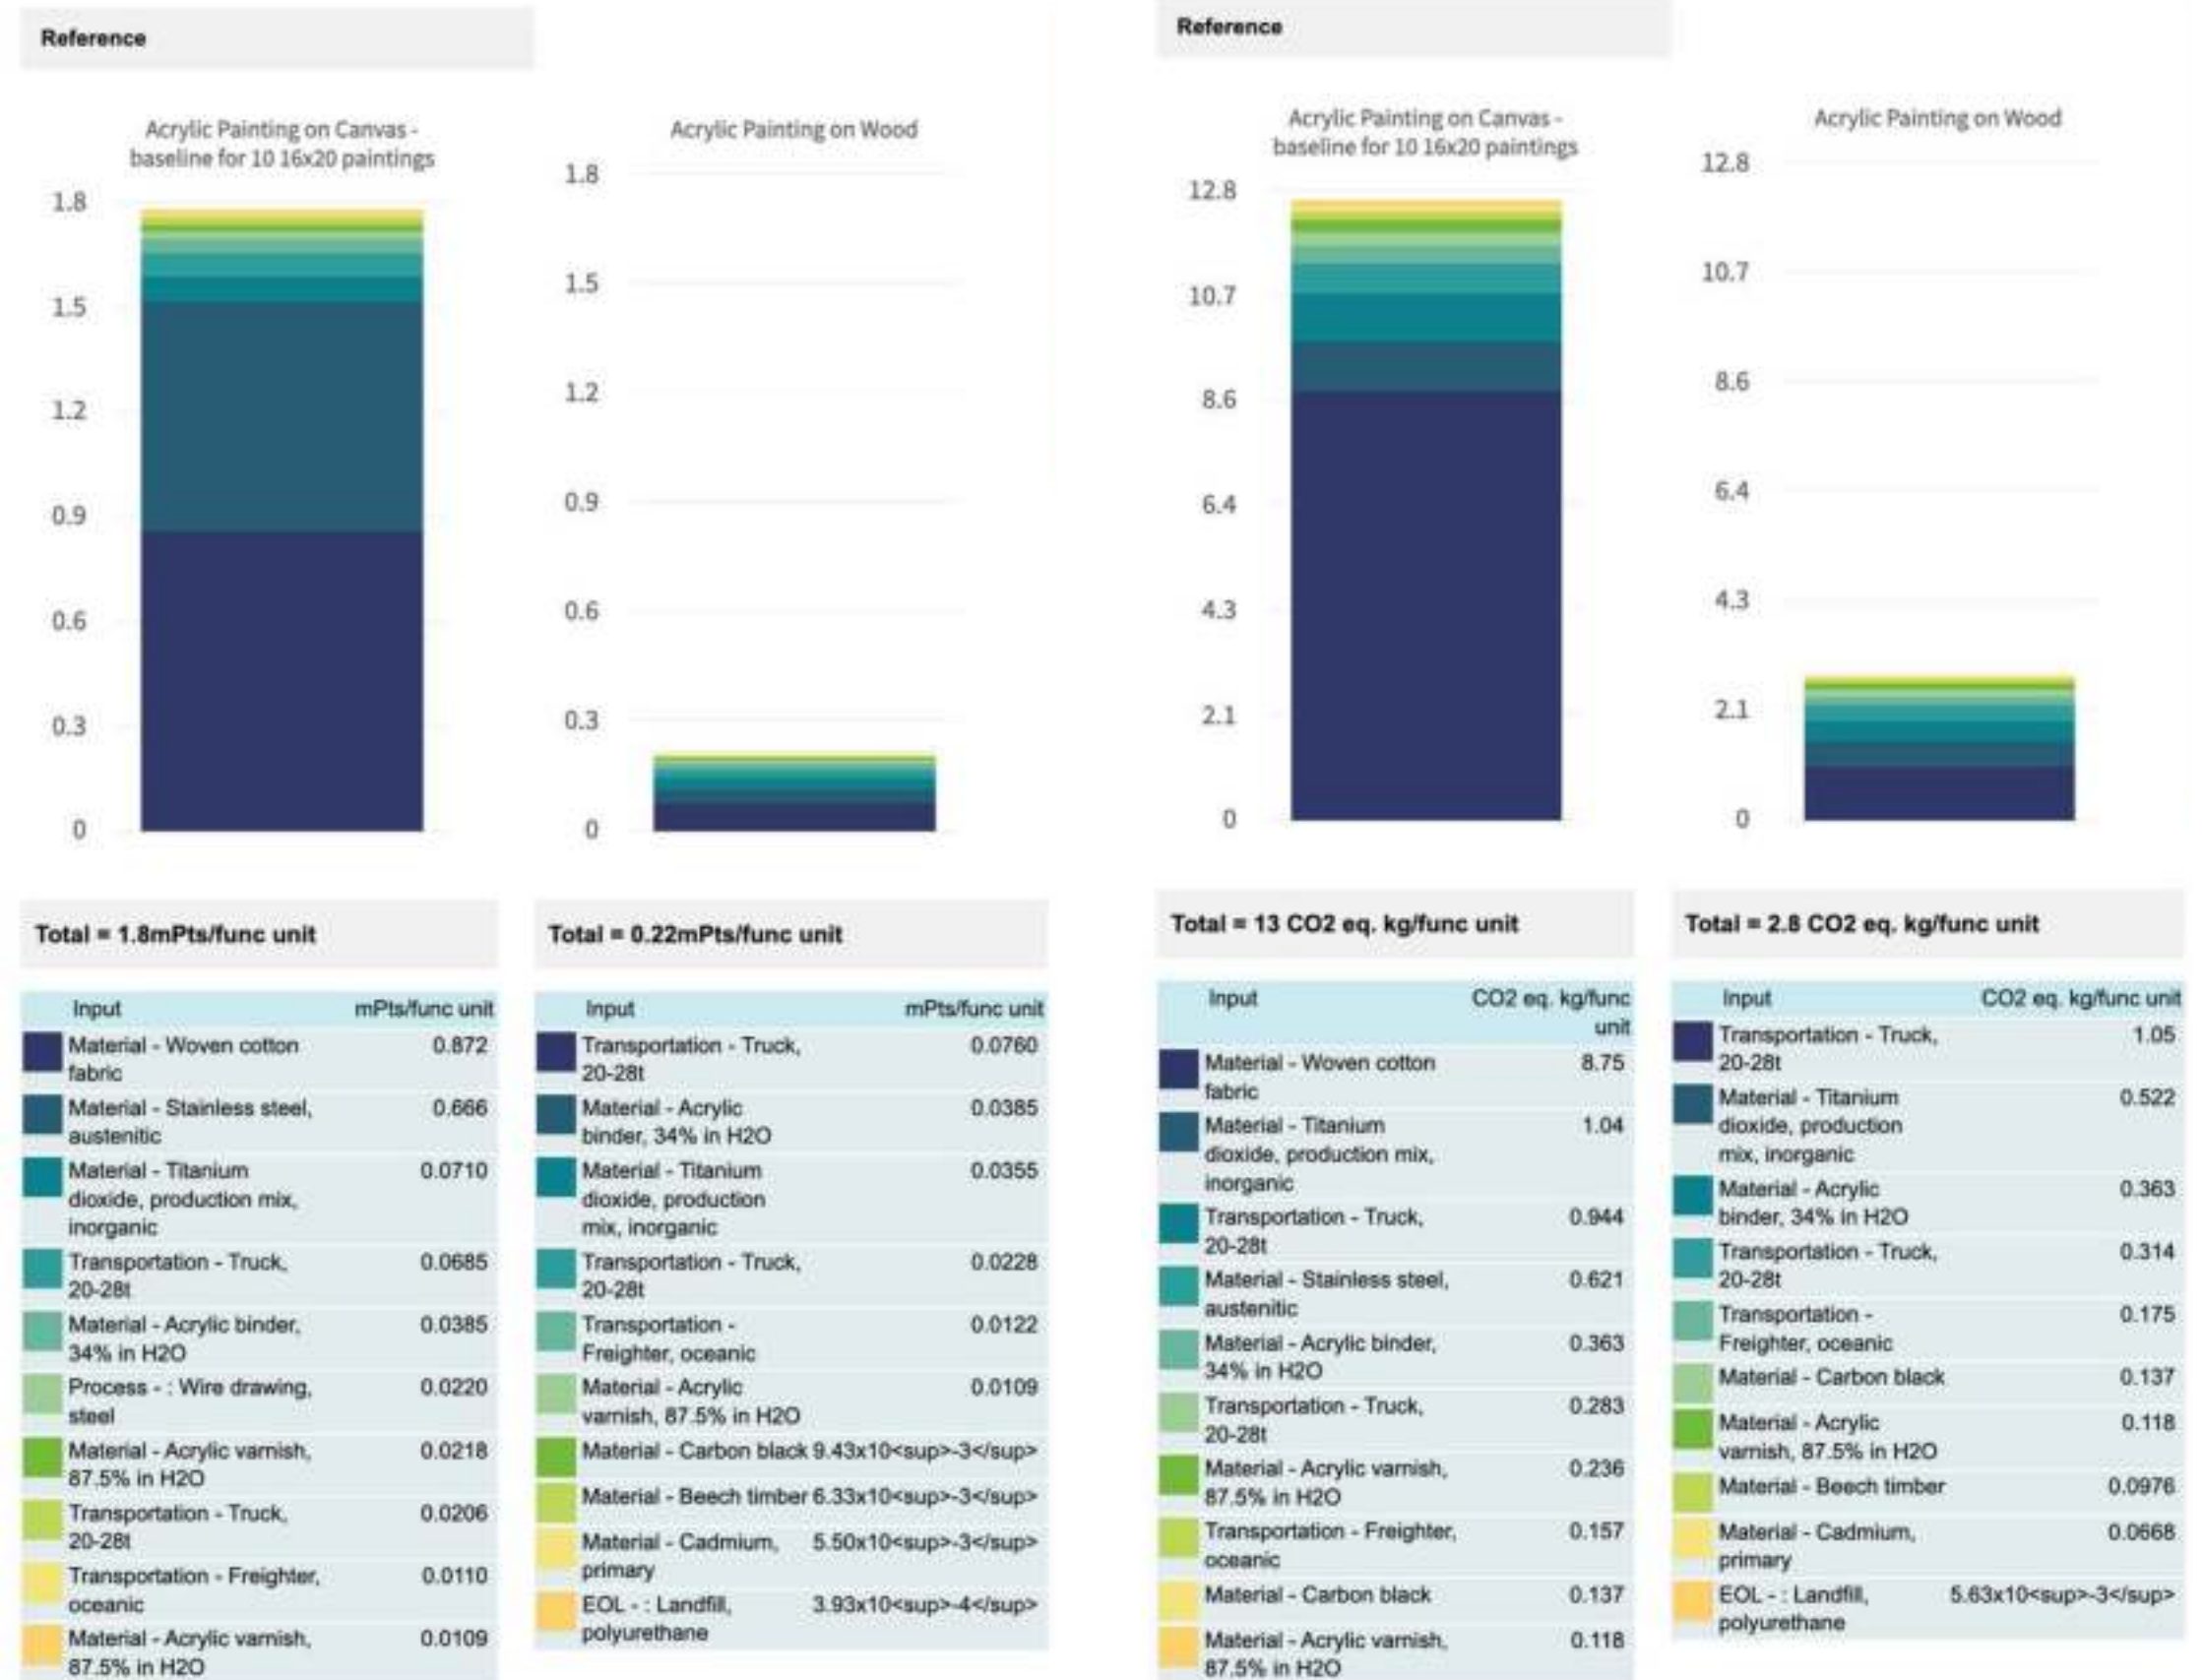 Reference
Acrylic Painting on Canvas -
baseline for 10 16x20 paintings
1.8
1.5
1.2
0.9
0.6
0.3
0
Acrylic Painting on Wood
1.8
1.5
1.2
0.9
0.6
0.3
0
Total = 1.8mPts/func unit
Input mPts/func unit
Material - Woven cotton 0.872
fabric
Material - Stainless steel, 0.666
austenitic
Material - Titanium 0.0710
dioxide, production mix,
inorganic
Transportation - Truck, 0.0685
20-28t
Material - Acrylic binder, 0.0385
34% in H2O
Process - : Wire drawing, 0.0220
steel
Material - Acrylic varnish, 0.0218
87.5% in H2O
Transportation - Truck, 0.0206
20-28t
Transportation - Freighter, 0.0110
oceanic
Material - Acrylic varnish, 0.0109
87.5% in H2O
Total = 0.22mPts/func unit
Input mPts/func unit
Transportation - Truck, 0.0760
20-28t
Material - Acrylic 0.0385
binder, 34% in H2O
Material - Titanium 0.0355
dioxide, production
mix, inorganic
Transportation - Truck, 0.0228
20-28t
Transportation - 0.0122
Freighter, oceanic
Material - Acrylic 0.0109
varnish, 87.5% in H2O
Material - Carbon black 9.43x10<sup>-3</sup>
Material - Beech timber 6.33x10<sup>-3</sup>
Material - Cadmium, 5.50x10<sup>-3</sup>
primary
EOL - : Landfill, 3.93x10<sup>-4</sup>
polyurethane
Reference
Acrylic Painting on Canvas -
baseline for 10 16x20 paintings
12.8
10.7
8.6
6.4
4.3
2.1
0
Acrylic Painting on Wood
12.8
10.7
8.6
6.4
4.3
2.1
0
Total = 13 CO2 eq. kg/func unit
Input CO2 eq. kg/func
unit
Material - Woven cotton 8.75
fabric
Material - Titanium 1.04
dioxide, production mix,
inorganic
Transportation - Truck, 0.944
20-28t
Material - Stainless steel, 0.621
austenitic
Material - Acrylic binder, 0.363
34% in H2O
Transportation - Truck, 0.283
20-28t
Material - Acrylic varnish, 0.236
87.5% in H2O
Transportation - Freighter, 0.157
oceanic
Material - Carbon black 0.137
Material - Acrylic varnish, 0.118
87.5% in H2O
Total = 2.8 CO2 eq. kg/func unit
Input CO2 eq. kg/func unit
Transportation - Truck, 1.05
20-28t
Material - Titanium 0.522
dioxide, production
mix, inorganic
Material - Acrylic 0.363
binder, 34% in H2O
Transportation - Truck, 0.314
20-28t
Transportation - 0.175
Freighter, oceanic
Material - Carbon black 0.137
Material - Acrylic 0.118
varnish, 87.5% in H2O
Material - Beech timber 0.0976
Material - Cadmium, 0.0668
primary
EOL - : Landfill, 5.63x10<sup>-3</sup>
polyurethane